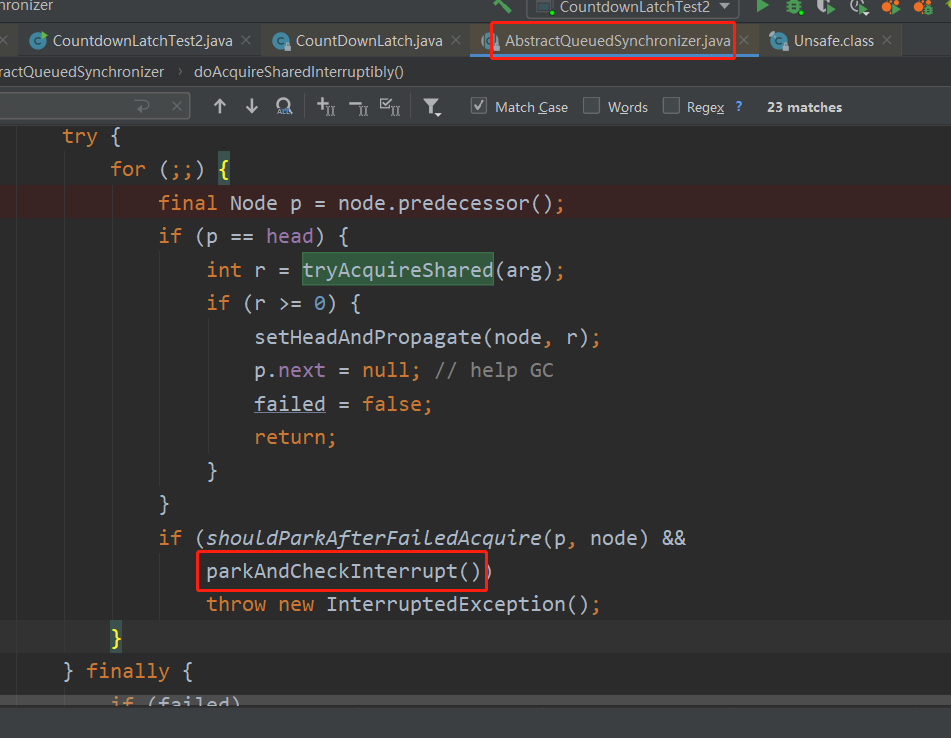 nronizer
CountdownLatchTest2
CountdownLatchTest2.java
CountDownLatch.java
AbstractQueuedSynchronizer.java
Unsafe.class
ractQueuedSynchronizer › doAcquireSharedInterruptibly()
Match Case
Words
Regex
?
23 matches
try {
for (;;) {
final Node p = node.predecessor();
if (p == head) {
int r = tryAcquireShared(arg);
if (r >= 0) {
setHeadAndPropagate(node, r);
p.next = null; // help GC
failed = false;
return;
}
}
if (shouldParkAfterFailedAcquire(p, node) &&
parkAndCheckInterrupt())
throw new InterruptedException();
}
} finally {
if (failed)